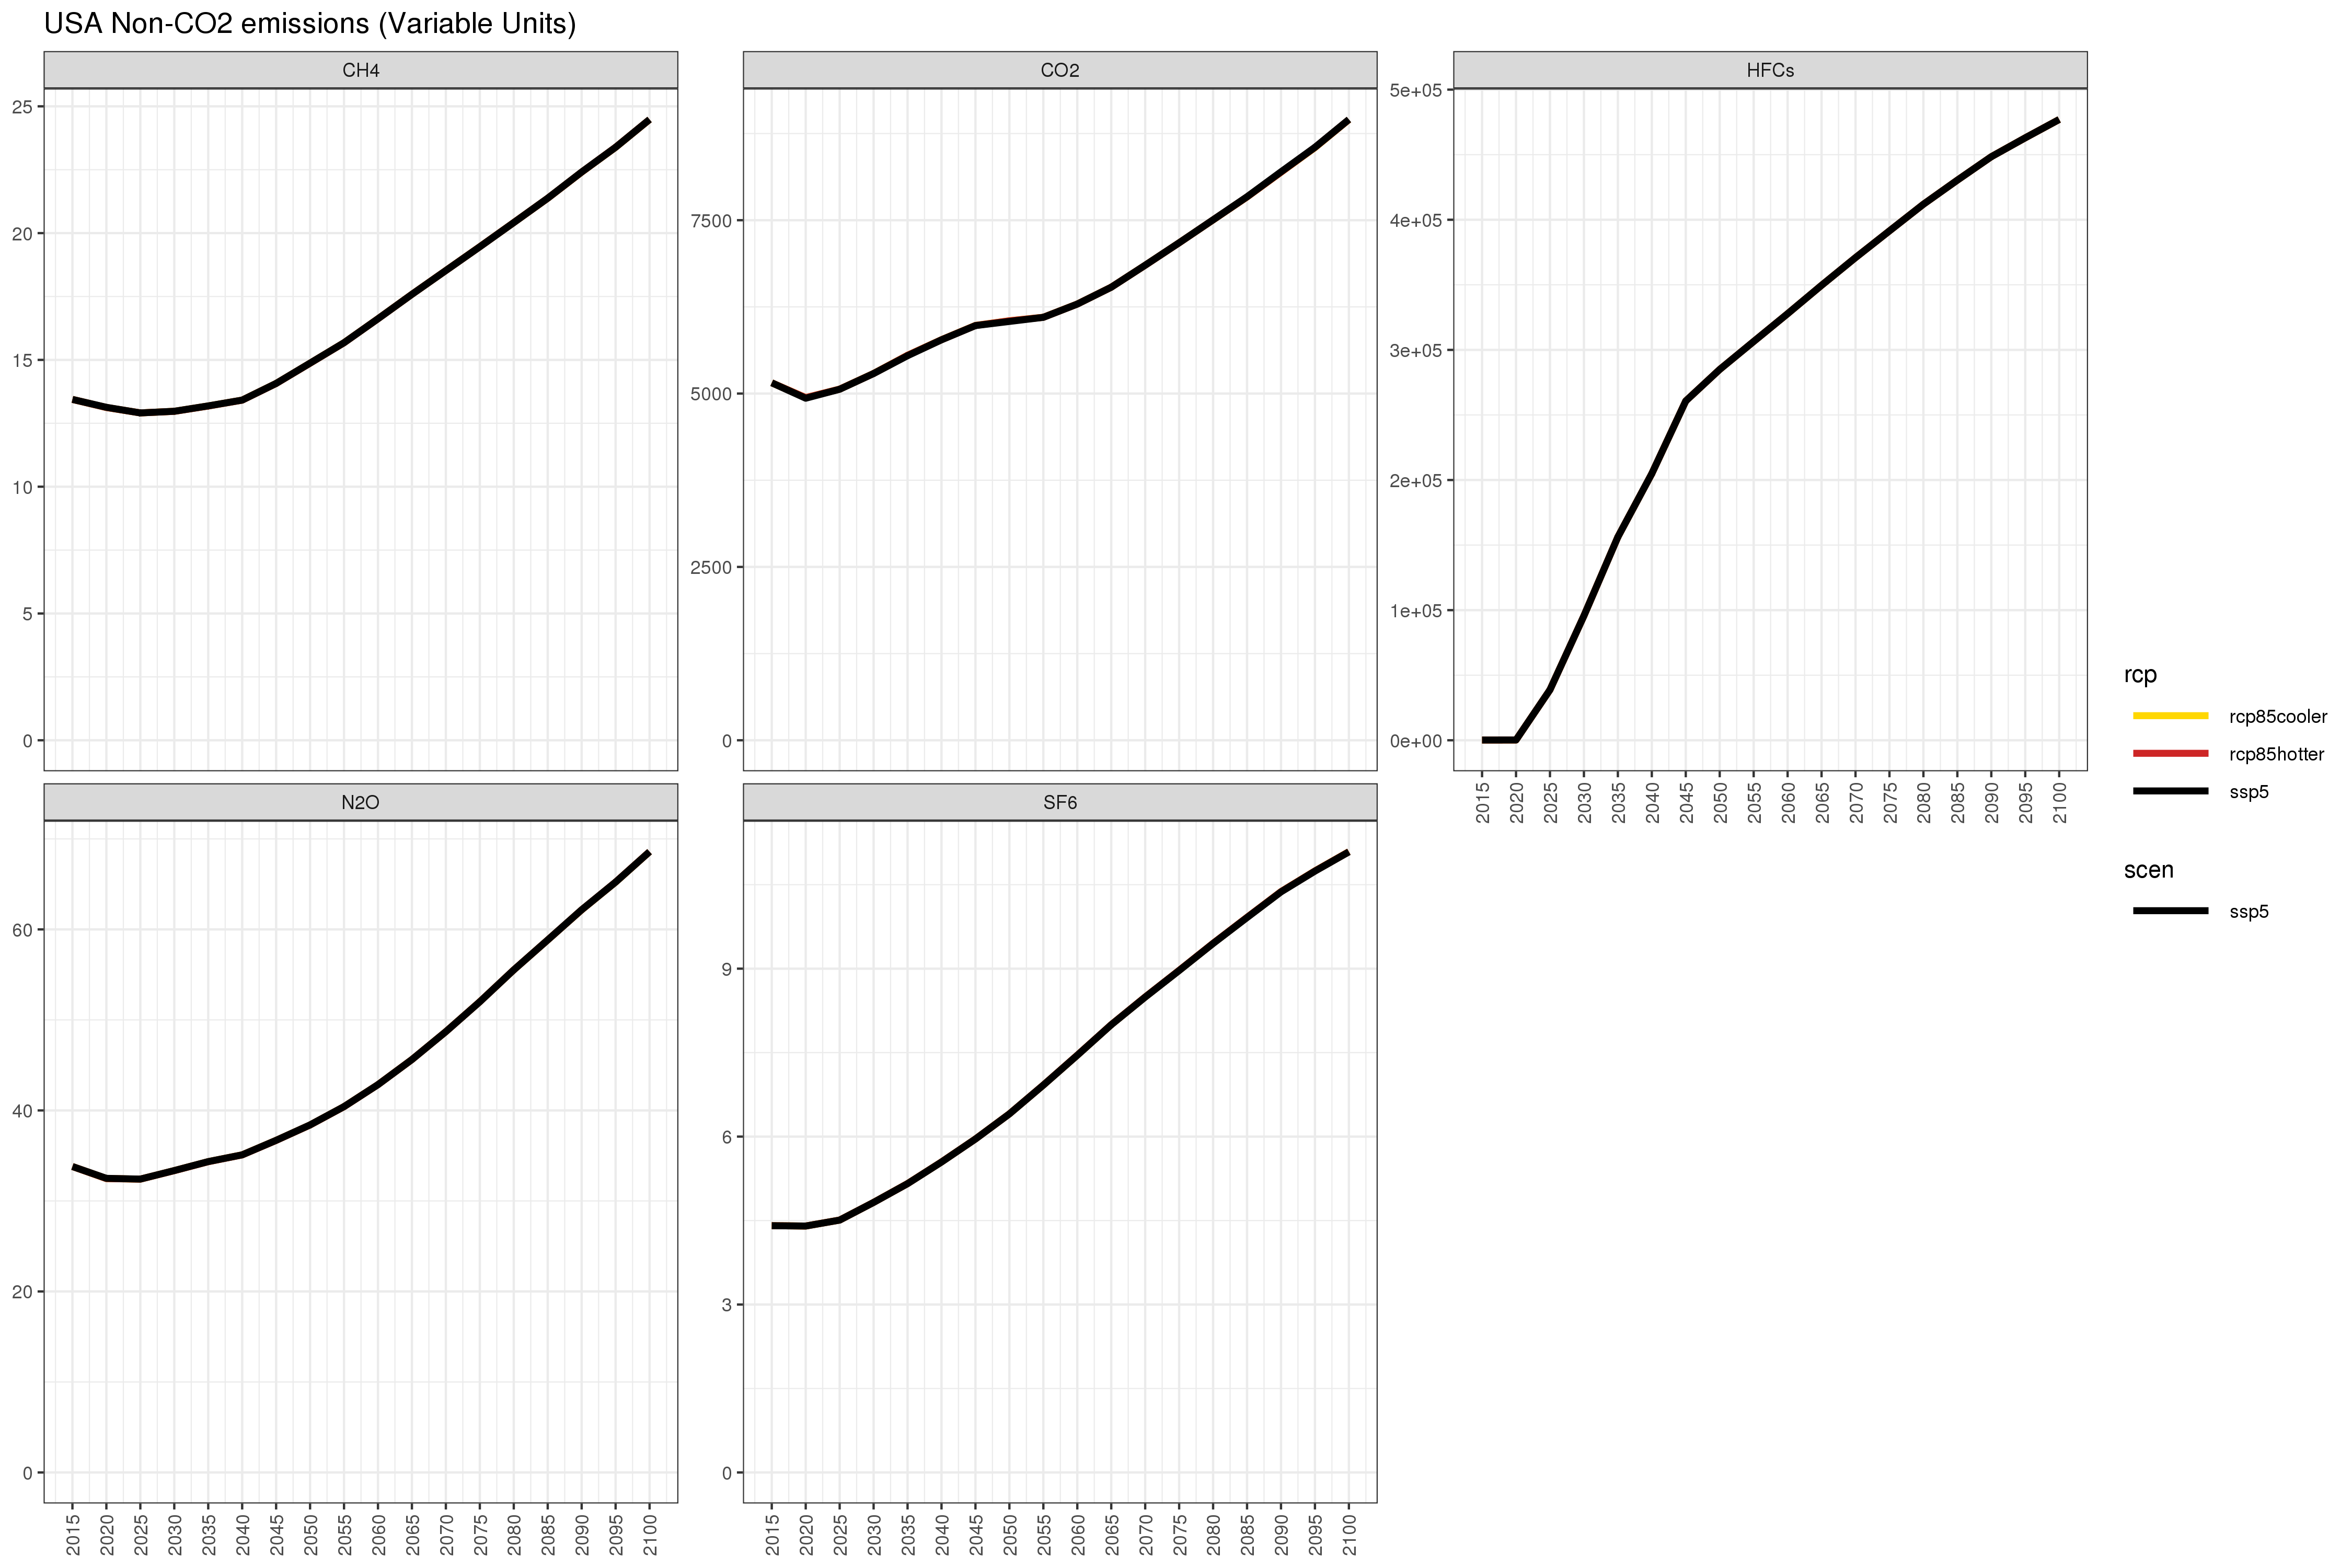 USA Non-CO2 emissions (Variable Units)
CH4
25
20
15
10
5
0
CO2
7500
5000
2500
0
HFCs
5e+05
4e+05
3e+05
2e+05
1e+05
0e+00
2015 2020 2025 2030 2035 2040 2045 2050 2055 2060 2065 2070 2075 2080 2085 2090 2095 2100
N2O
60
40
20
0
2015 2020 2025 2030 2035 2040 2045 2050 2055 2060 2065 2070 2075 2080 2085 2090 2095 2100
SF6
9
6
3
0
2015 2020 2025 2030 2035 2040 2045 2050 2055 2060 2065 2070 2075 2080 2085 2090 2095 2100
rcp
rcp85cooler
rcp85hotter
ssp5
scen
ssp5